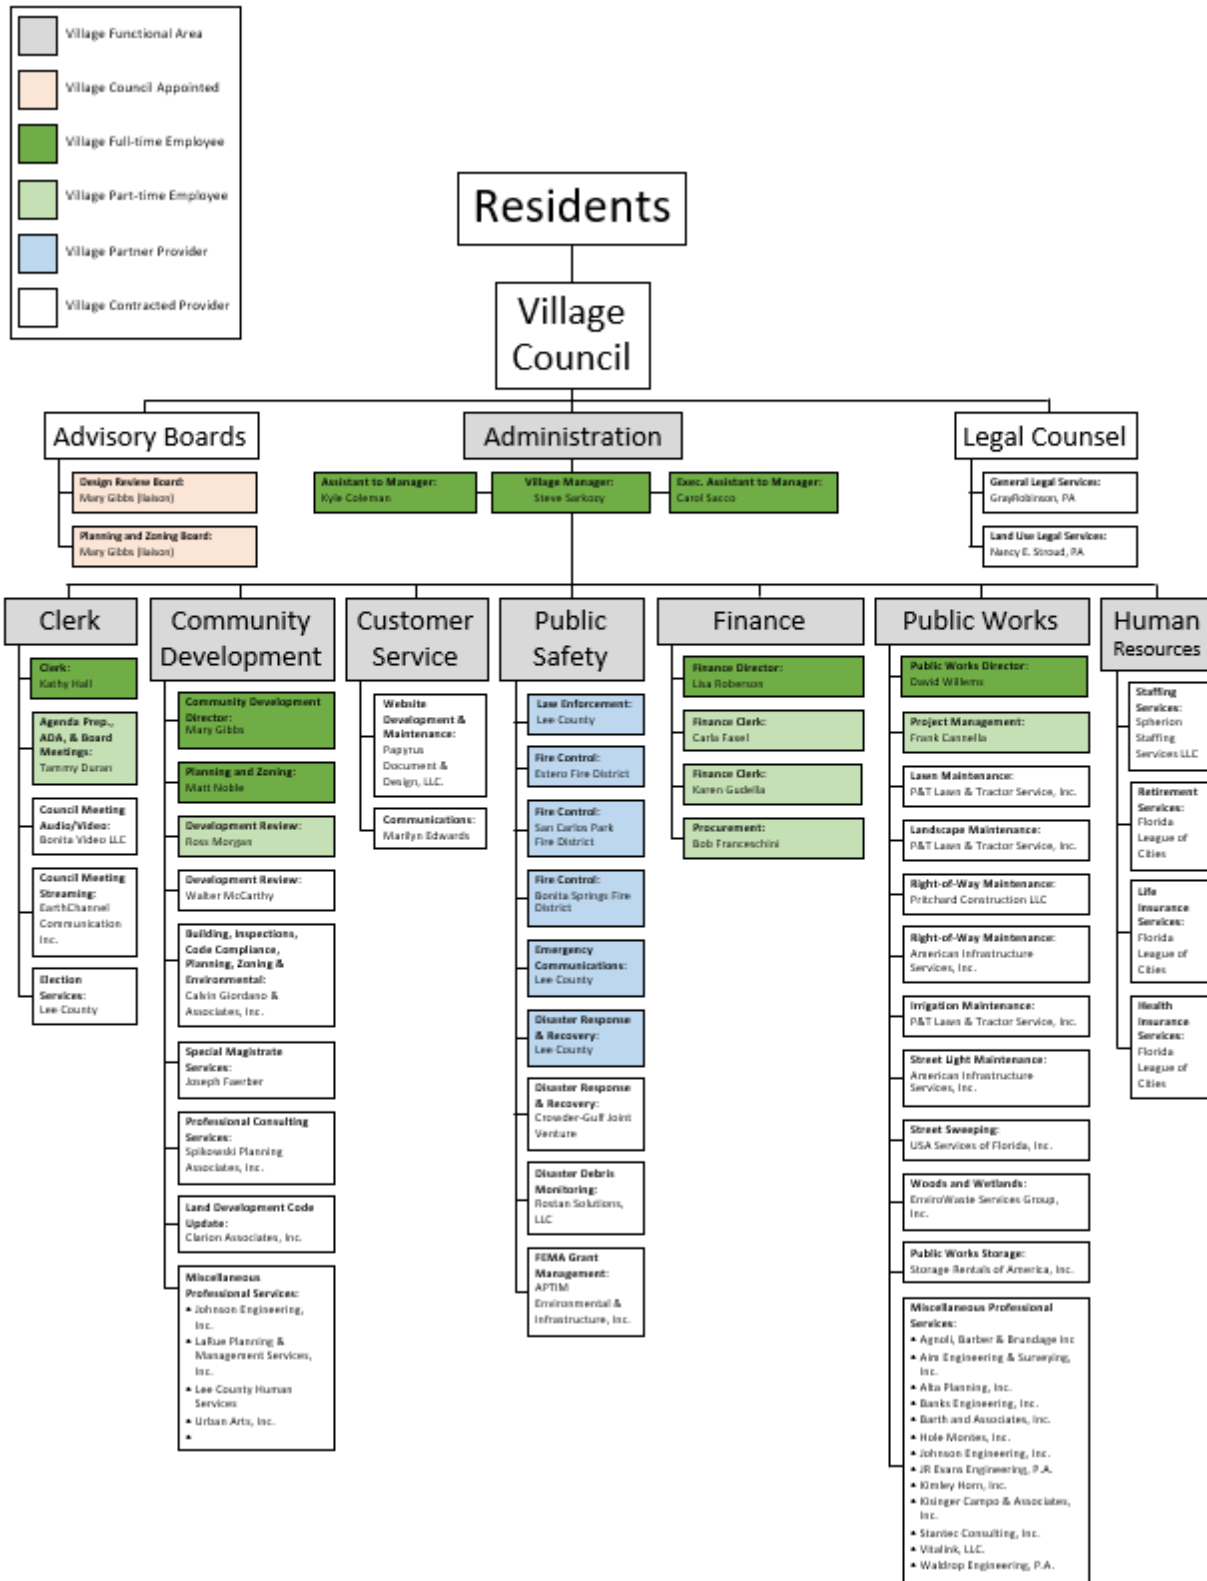 Village Functional Area
Village Council Appointed
Village Full-time Employee
Village Part-time Employee
Village Partner Provider
Village Contracted Provider
Residents
Village
Council
Advisory Boards
Design Review Board:
Mary Gibbs (liaison)
Planning and Zoning Board:
Mary Gibbs (liaison)
Administration
Assistant to Manager:
Kyle Coleman
Village Manager:
Steve Sarkozy
Exec. Assistant to Manager:
Carol Sacco
Legal Counsel
General Legal Services:
GrayRobinson, PA
Land Use Legal Services:
Nancy E. Stroud, PA
Clerk
Clerk:
Kathy Hall
Agenda Prep.,
ADA, & Board
Meetings:
Tammy Duran
Council Meeting
Audio/Video:
Bonita Video LLC
Council Meeting
Streaming:
EarthChannel
Communication
Inc.
Election
Services:
Lee County
Community
Development
Community Development
Director:
Mary Gibbs
Planning and Zoning:
Matt Noble
Development Review:
Ross Morgan
Development Review:
Walter McCarthy
Building, Inspections,
Code Compliance,
Planning, Zoning &
Environmental:
Calvin Giordano &
Associates, Inc.
Special Magistrate
Services:
Joseph Faerber
Professional Consulting
Services:
Spikowski Planning
Associates, Inc.
Land Development Code
Update:
Clarion Associates, Inc.
Miscellaneous
Professional Services:
• Johnson Engineering,
Inc.
• LaRue Planning &
Management Services,
Inc.
• Lee County Human
Services
• Urban Arts, Inc.
•
Customer
Service
Website
Development &
Maintenance:
Papyrus
Document &
Design, LLC.
Communications:
Marilyn Edwards
Public
Safety
Law Enforcement:
Lee County
Fire Control:
Estero Fire District
Fire Control:
San Carlos Park
Fire District
Fire Control:
Bonita Springs Fire
District
Emergency
Communications:
Lee County
Disaster Response
& Recovery:
Lee County
Disaster Response
& Recovery:
Crowder-Gulf Joint
Venture
Disaster Debris
Monitoring:
Rostan Solutions,
LLC
FEMA Grant
Management:
APTIM
Environmental &
Infrastructure, Inc.
Finance
Finance Director:
Lisa Roberson
Finance Clerk:
Carla Fasel
Finance Clerk:
Karen Gudella
Procurement:
Bob Franceschini
Public Works
Public Works Director:
David Willems
Project Management:
Frank Cannella
Lawn Maintenance:
P&T Lawn & Tractor Service, Inc.
Landscape Maintenance:
P&T Lawn & Tractor Service, Inc.
Right-of-Way Maintenance:
Pritchard Construction LLC
Right-of-Way Maintenance:
American Infrastructure
Services, Inc.
Irrigation Maintenance:
P&T Lawn & Tractor Service, Inc.
Street Light Maintenance:
American Infrastructure
Services, Inc.
Street Sweeping:
USA Services of Florida, Inc.
Woods and Wetlands:
EnviroWaste Services Group,
Inc.
Public Works Storage:
Storage Rentals of America, Inc.
Miscellaneous Professional
Services:
• Agnoli, Barber & Brundage Inc
• Aim Engineering & Surveying,
Inc.
• Alta Planning, Inc.
• Banks Engineering, Inc.
• Barth and Associates, Inc.
• Hole Montes, Inc.
• Johnson Engineering, Inc.
• JR Evans Engineering, P.A.
• Kimley Horn, Inc.
• Kisinger Campo & Associates,
Inc.
• Stantec Consulting, Inc.
• Vitalink, LLC.
• Waldrop Engineering, P.A.
Human
Resources
Staffing
Services:
Spherion
Staffing
Services LLC
Retirement
Services:
Florida
League of
Cities
Life
Insurance
Services:
Florida
League of
Cities
Health
Insurance
Services:
Florida
League of
Cities